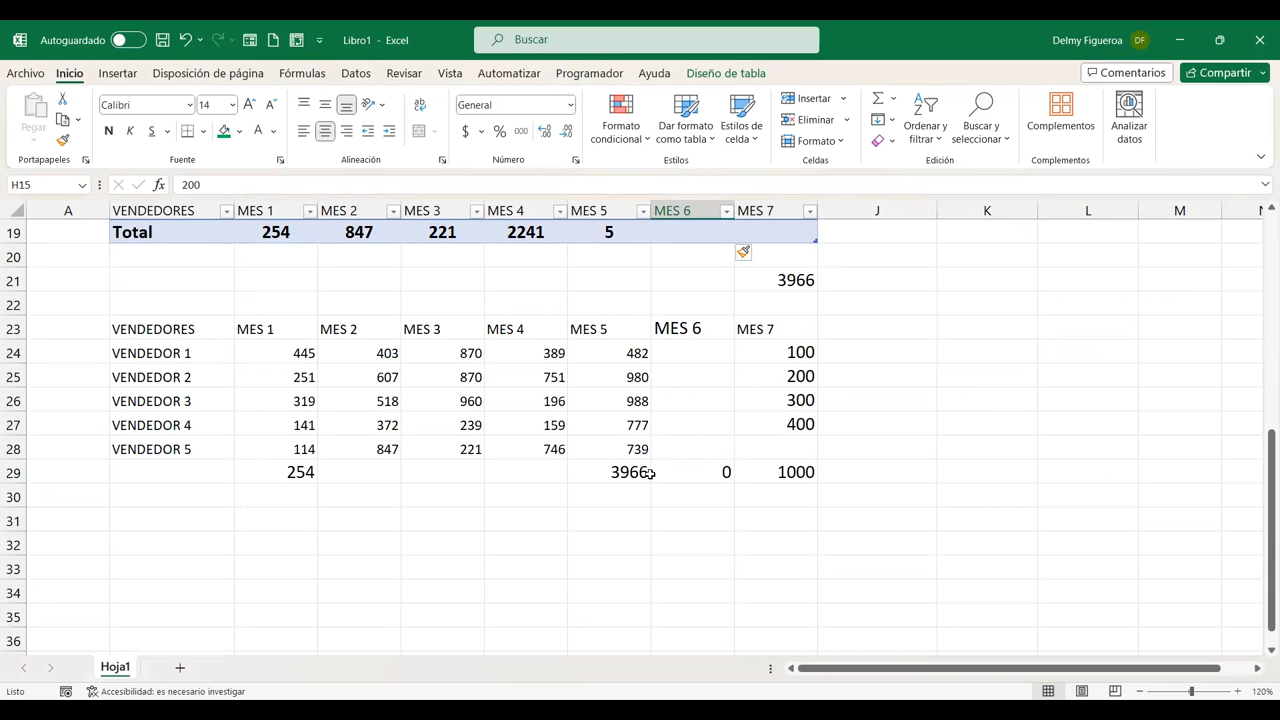 Autoguardado Libro1 - Excel Buscar Delmy Figueroa DF
Archivo Inicio Insertar Disposición de página Fórmulas Datos Revisar Vista Automatizar Programador Ayuda Diseño de tabla Comentarios Compartir
Pegar Calibri 14 General $ % 000 Formato condicional Dar formato como tabla Estilos de celda Insertar Eliminar Formato Ordenar y filtrar Buscar y seleccionar Complementos Analizar datos
N K S A
Portapapeles Fuente Alineación Número Estilos Celdas Edición Complementos
H15 fx 200
A VENDEDORES MES 1 MES 2 MES 3 MES 4 MES 5 MES 6 MES 7 J K L M N
19 Total 254 847 221 2241 5
20
21 3966
22
23 VENDEDORES MES 1 MES 2 MES 3 MES 4 MES 5 MES 6 MES 7
24 VENDEDOR 1 445 403 870 389 482 100
25 VENDEDOR 2 251 607 870 751 980 200
26 VENDEDOR 3 319 518 960 196 988 300
27 VENDEDOR 4 141 372 239 159 777 400
28 VENDEDOR 5 114 847 221 746 739
29 254 3966 0 1000
30
31
32
33
34
35
36
Hoja1
Listo Accesibilidad: es necesario investigar 120%